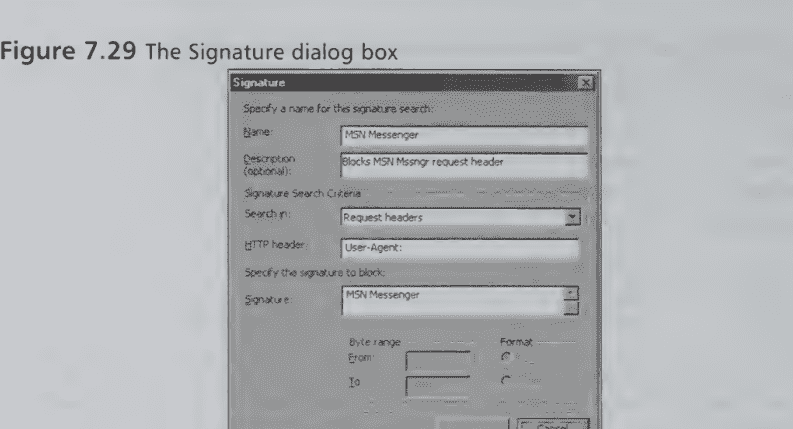 Figure 7.29 The Signature dialog box
Signature
Specify a name for this signature search:
Name: MSN Messenger
Description (optional): Blocks MSN Mssngr request header
Signature Search Criteria
Search in: Request headers
HTTP header: User-Agent:
Specify the signature to block:
Signature: MSN Messenger
Byte range Format
From:
To
Cancel